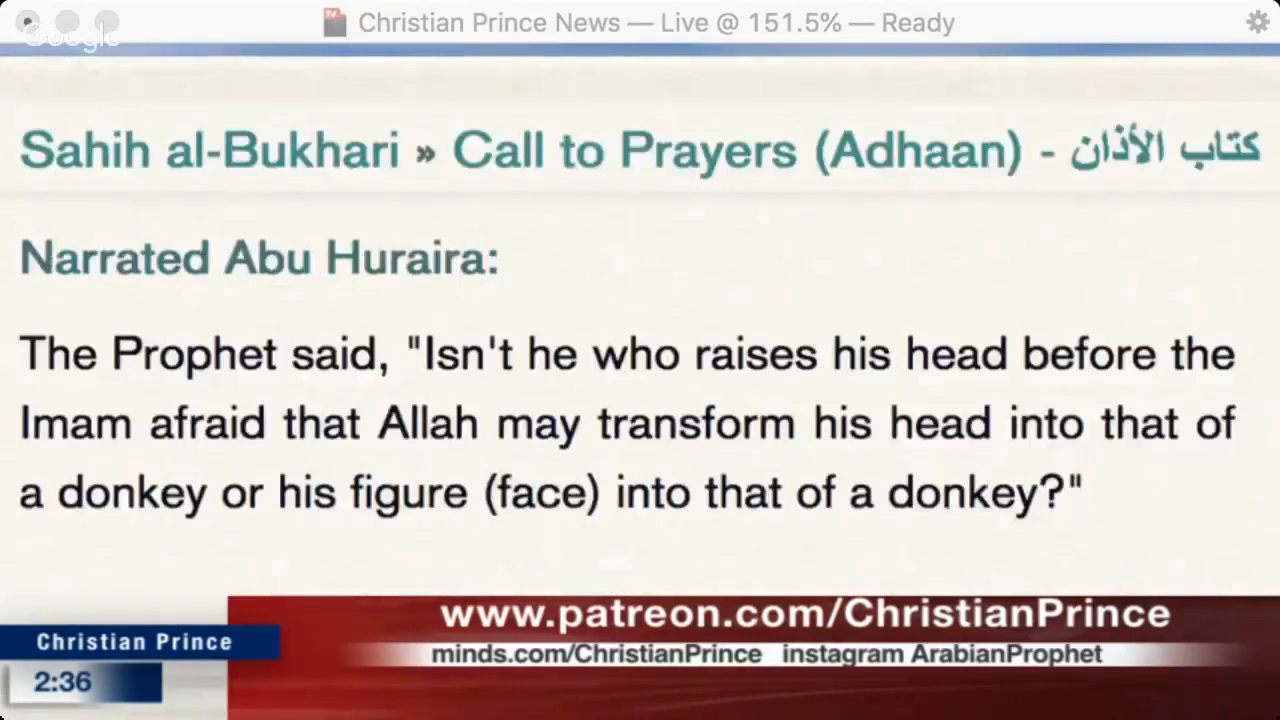 Christian Prince News — Live @ 151.5% — Ready
Google
Sahih al-Bukhari » Call to Prayers (Adhaan) - كتاب الأذان
Narrated Abu Huraira:
The Prophet said, "Isn't he who raises his head before the
Imam afraid that Allah may transform his head into that of
a donkey or his figure (face) into that of a donkey?"
www.patreon.com/ChristianPrince
Christian Prince
minds.com/ChristianPrince instagram ArabianProphet
2:36